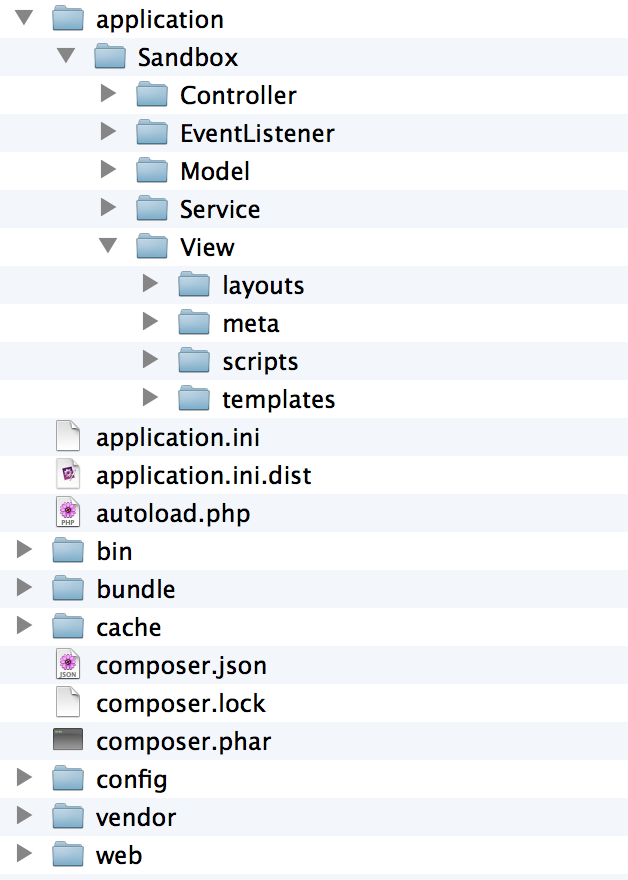 application
Sandbox
Controller
EventListener
Model
Service
View
layouts
meta
scripts
templates
application.ini
application.ini.dist
autoload.php
PHP
bin
bundle
cache
composer.json
JSON
composer.lock
composer.phar
config
vendor
web